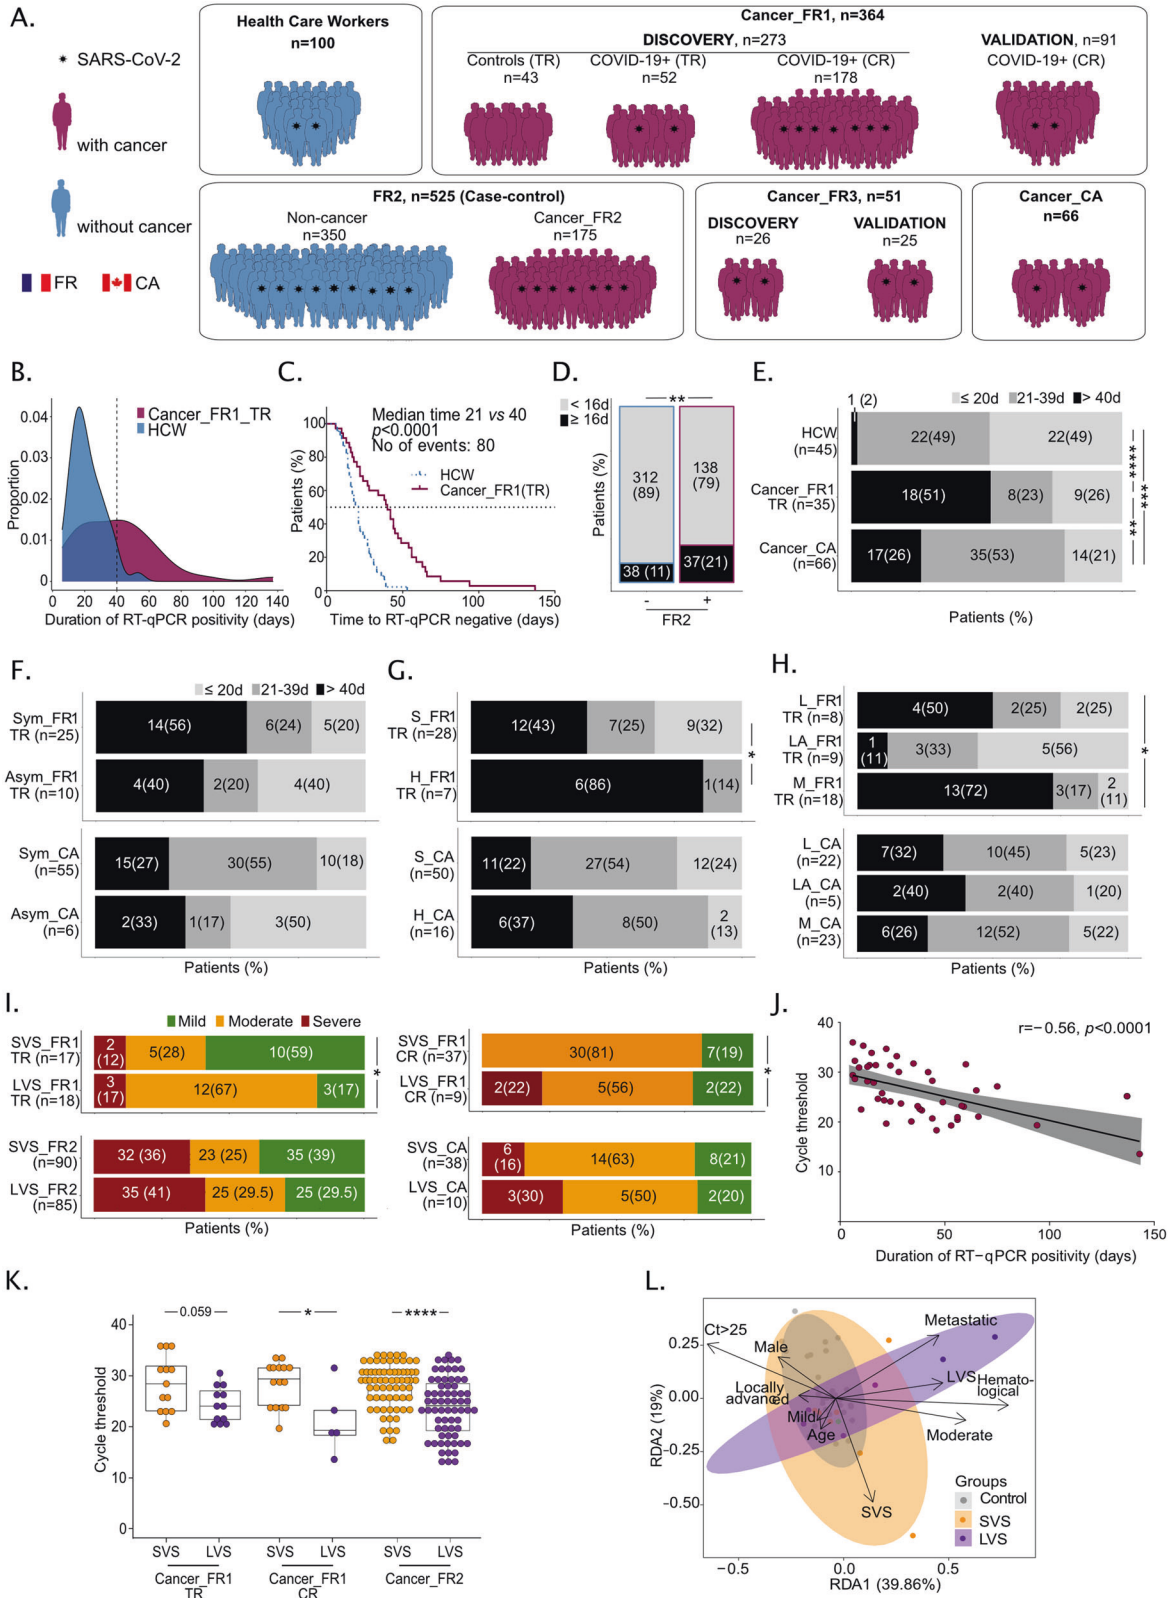 A.
SARS-CoV-2
with cancer
without cancer
FR
CA
Health Care Workers
n=100
Cancer_FR1, n=364
DISCOVERY, n=273
Controls (TR)
n=43
COVID-19+ (TR)
n=52
COVID-19+ (CR)
n=178
VALIDATION, n=91
COVID-19+ (CR)
FR2, n=525 (Case-control)
Non-cancer
n=350
Cancer_FR2
n=175
Cancer_FR3, n=51
DISCOVERY
n=26
VALIDATION
n=25
Cancer_CA
n=66
B.
Cancer_FR1_TR
HCW
Proportion
0.04
0.03
0.02
0.01
0
0 20 40 60 80 100 120 140
Duration of RT-qPCR positivity (days)
C.
Median time 21 vs 40
p<0.0001
No of events: 80
HCW
Cancer_FR1(TR)
Patients (%)
100
80
60
40
20
0
0 50 100 150
Time to RT-qPCR negative (days)
D.
< 16d
≥ 16d
**
Patients (%)
100
80
60
40
20
0
312
(89)
138
(79)
38 (11)
37(21)
- +
FR2
E.
≤ 20d 21-39d > 40d
1 (2)
HCW
(n=45)
22(49) 22(49)
Cancer_FR1
TR (n=35)
18(51) 8(23) 9(26)
Cancer_CA
(n=66)
17(26) 35(53) 14(21)
****
**
***
Patients (%)
F.
≤ 20d 21-39d > 40d
Sym_FR1
TR (n=25)
14(56) 6(24) 5(20)
Asym_FR1
TR (n=10)
4(40) 2(20) 4(40)
Sym_CA
(n=55)
15(27) 30(55) 10(18)
Asym_CA
(n=6)
2(33) 1(17) 3(50)
Patients (%)
G.
S_FR1
TR (n=28)
12(43) 7(25) 9(32)
H_FR1
TR (n=7)
6(86) 1(14)
*
S_CA
(n=50)
11(22) 27(54) 12(24)
H_CA
(n=16)
6(37) 8(50) 2
(13)
Patients (%)
H.
L_FR1
TR (n=8)
4(50) 2(25) 2(25)
LA_FR1
TR (n=9)
1
(11)
3(33) 5(56)
M_FR1
TR (n=18)
13(72) 3(17) 2
(11)
*
L_CA
(n=22)
7(32) 10(45) 5(23)
LA_CA
(n=5)
2(40) 2(40) 1(20)
M_CA
(n=23)
6(26) 12(52) 5(22)
Patients (%)
I.
Mild Moderate Severe
SVS_FR1
TR (n=17)
2
(12)
5(28) 10(59)
LVS_FR1
TR (n=18)
3
(17)
12(67) 3(17)
*
SVS_FR2
(n=90)
32 (36) 23 (25) 35 (39)
LVS_FR2
(n=85)
35 (41) 25 (29.5) 25 (29.5)
Patients (%)
SVS_FR1
CR (n=37)
30(81) 7(19)
LVS_FR1
CR (n=9)
2(22) 5(56) 2(22)
*
SVS_CA
(n=38)
6
(16)
14(63) 8(21)
LVS_CA
(n=10)
3(30) 5(50) 2(20)
Patients (%)
J.
r=−0.56, p<0.0001
Cycle threshold
40
30
20
10
0 50 100 150
Duration of RT−qPCR positivity (days)
K.
0.059 * ****
Cycle threshold
40
30
20
10
0
SVS LVS SVS LVS SVS LVS
Cancer_FR1
TR
Cancer_FR1
CR
Cancer_FR2
L.
Ct>25
Male
Metastatic
Locally
advanced
LVS
Hemato-
logical
Mild
Age
Moderate
SVS
Groups
Control
SVS
LVS
RDA2 (19%)
0.25
0.00
−0.25
−0.50
−0.5 0.0 0.5
RDA1 (39.86%)